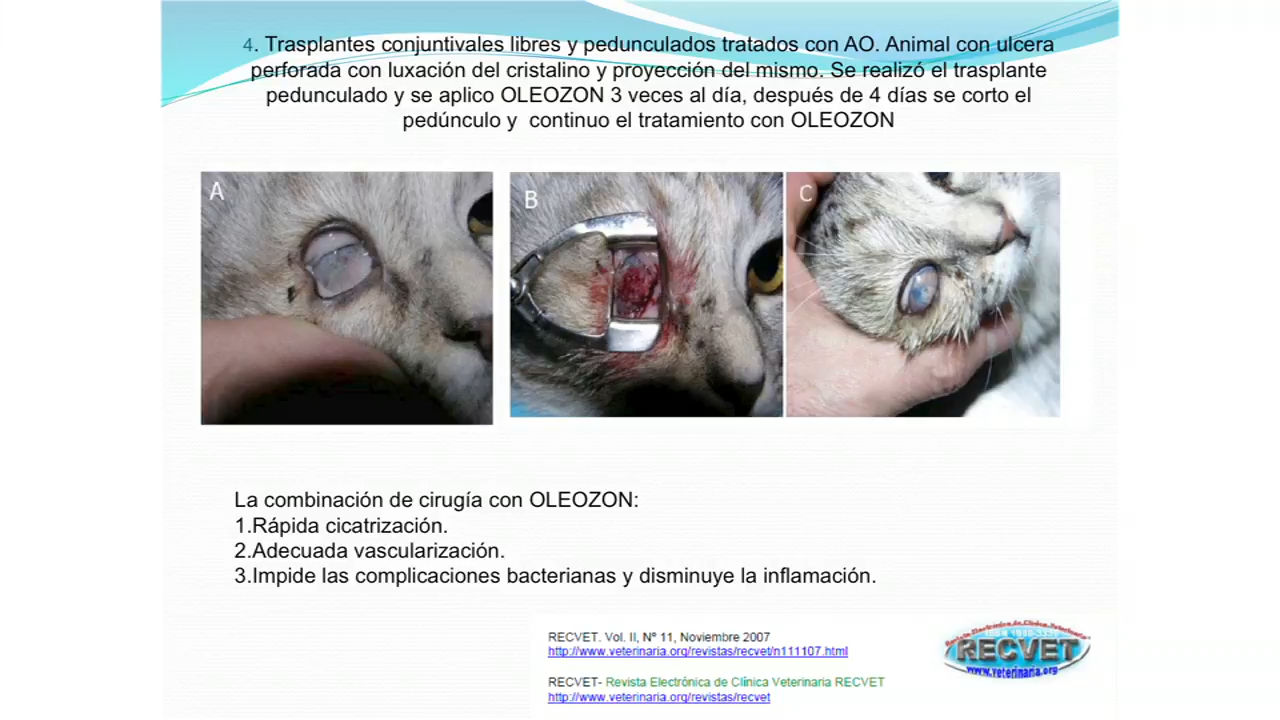 4. Trasplantes conjuntivales libres y pedunculados tratados con AO. Animal con ulcera
perforada con luxación del cristalino y proyección del mismo. Se realizó el trasplante
pedunculado y se aplico OLEOZON 3 veces al día, después de 4 días se corto el
pedúnculo y continuo el tratamiento con OLEOZON
A
B
C
La combinación de cirugía con OLEOZON:
1.Rápida cicatrización.
2.Adecuada vascularización.
3.Impide las complicaciones bacterianas y disminuye la inflamación.
RECVET. Vol. II, Nº 11, Noviembre 2007
http://www.veterinaria.org/revistas/recvet/n111107.html
RECVET- Revista Electrónica de Clínica Veterinaria RECVET
http://www.veterinaria.org/revistas/recvet
Revista Electrónica de Clínica Veterinaria
RECVET
www.veterinaria.org